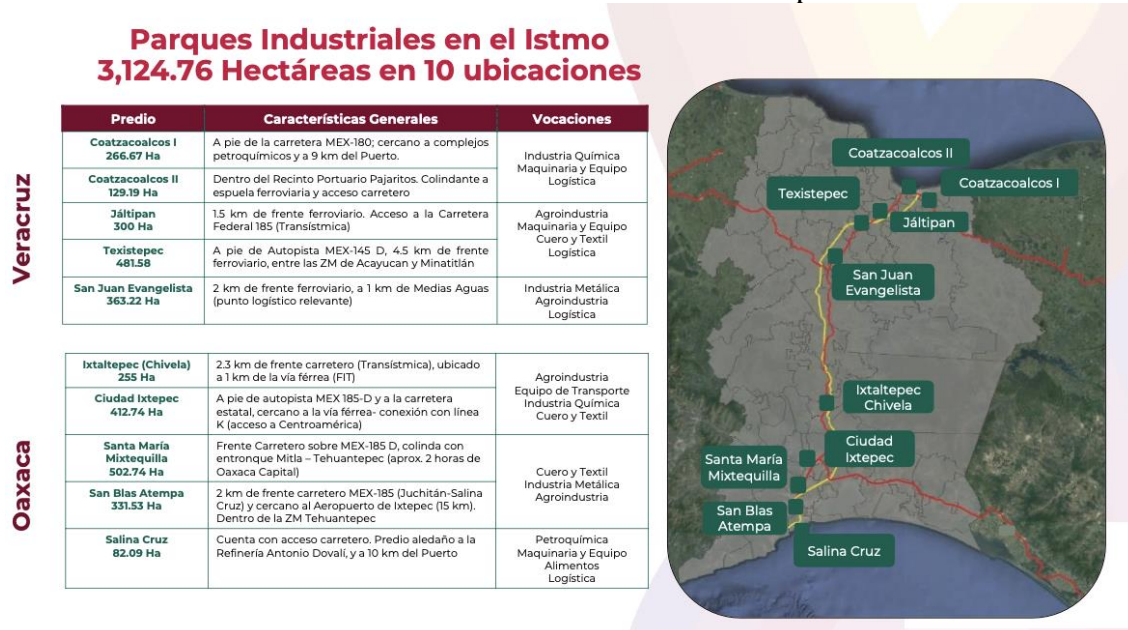 Parques Industriales en el Istmo
3,124.76 Hectáreas en 10 ubicaciones
Veracruz
Predio
Características Generales
Vocaciones
Coatzacoalcos I
266.67 Ha
A pie de la carretera MEX-180; cercano a complejos
petroquímicos y a 9 km del Puerto.
Industria Química
Maquinaria y Equipo
Logística
Coatzacoalcos II
129.19 Ha
Dentro del Recinto Portuario Pajaritos. Colindante a
espuela ferroviaria y acceso carretero
Jáltipan
300 Ha
1.5 km de frente ferroviario. Acceso a la Carretera
Federal 185 (Transístmica)
Agroindustria
Maquinaria y Equipo
Cuero y Textil
Logística
Texistepec
481.58
A pie de Autopista MEX-145 D, 4.5 km de frente
ferroviario, entre las ZM de Acayucan y Minatitlán
San Juan Evangelista
363.22 Ha
2 km de frente ferroviario, a 1 km de Medias Aguas
(punto logístico relevante)
Industria Metálica
Agroindustria
Logística
Oaxaca
Ixtaltepec (Chivela)
255 Ha
2.3 km de frente carretero (Transístmica), ubicado
a 1 km de la vía férrea (FIT)
Agroindustria
Equipo de Transporte
Industria Química
Cuero y Textil
Ciudad Ixtepec
412.74 Ha
A pie de autopista MEX 185-D y a la carretera
estatal, cercano a la vía férrea- conexión con línea
K (acceso a Centroamérica)
Santa María
Mixtequilla
502.74 Ha
Frente Carretero sobre MEX-185 D, colinda con
entronque Mitla – Tehuantepec (aprox. 2 horas de
Oaxaca Capital)
Cuero y Textil
Industria Metálica
Agroindustria
San Blas Atempa
331.53 Ha
2 km de frente carretero MEX-185 (Juchitán-Salina
Cruz) y cercano al Aeropuerto de Ixtepec (15 km).
Dentro de la ZM Tehuantepec
Salina Cruz
82.09 Ha
Cuenta con acceso carretero. Predio aledaño a la
Refinería Antonio Dovalí, y a 10 km del Puerto
Petroquímica
Maquinaria y Equipo
Alimentos
Logística
Coatzacoalcos II
Coatzacoalcos I
Texistepec
Jáltipan
San Juan
Evangelista
Ixtaltepec
Chivela
Ciudad
Ixtepec
Santa María
Mixtequilla
San Blas
Atempa
Salina Cruz